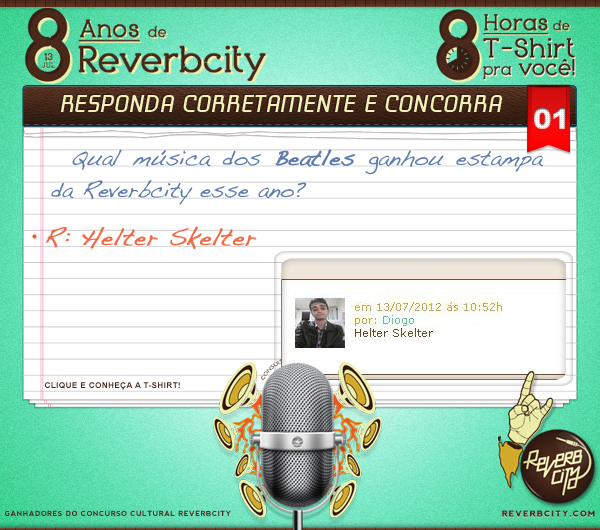 8 Anos de Reverbcity
13 JUL
8 Horas de T-Shirt pra você!
RESPONDA CORRETAMENTE E CONCORRA
01
Qual música dos Beatles ganhou estampa
da Reverbcity esse ano?
• R: Helter Skelter
em 13/07/2012 ás 10:52h
por: Diogo
Helter Skelter
CLIQUE E CONHEÇA A T-SHIRT!
REVERB CITY
GANHADORES DO CONCURSO CULTURAL REVERBCITY
REVERBCITY.COM